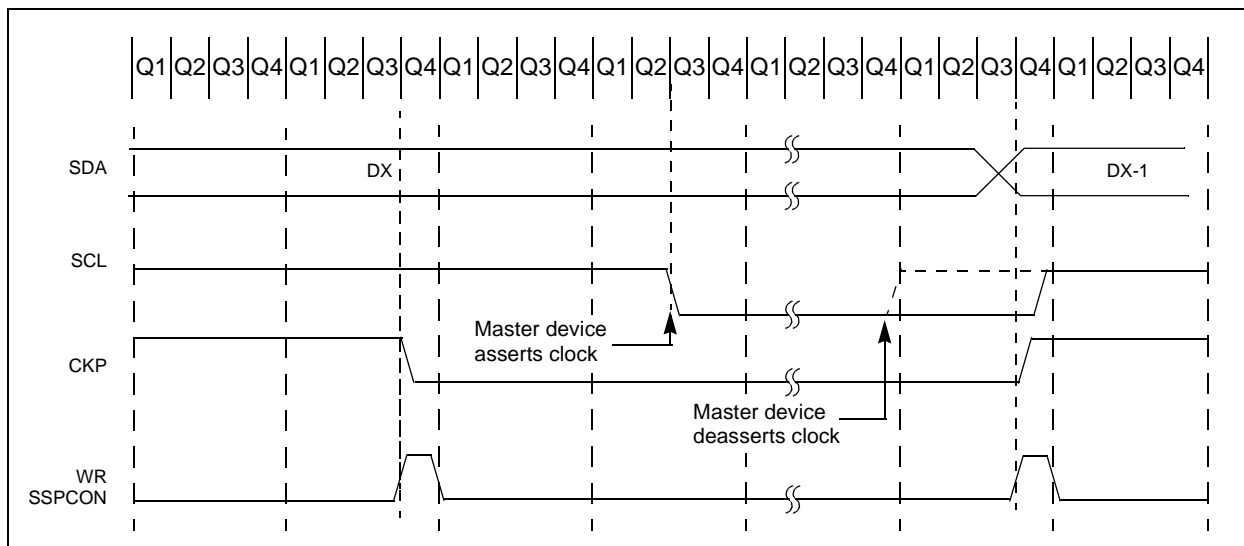 Q1 Q2 Q3 Q4 Q1 Q2 Q3 Q4 Q1 Q2 Q3 Q4 Q1 Q2 Q3 Q4 Q1 Q2 Q3 Q4 Q1 Q2 Q3 Q4 Q1 Q2 Q3 Q4
SDA
DX
DX-1
SCL
Master device
asserts clock
CKP
Master device
deasserts clock
WR
SSPCON